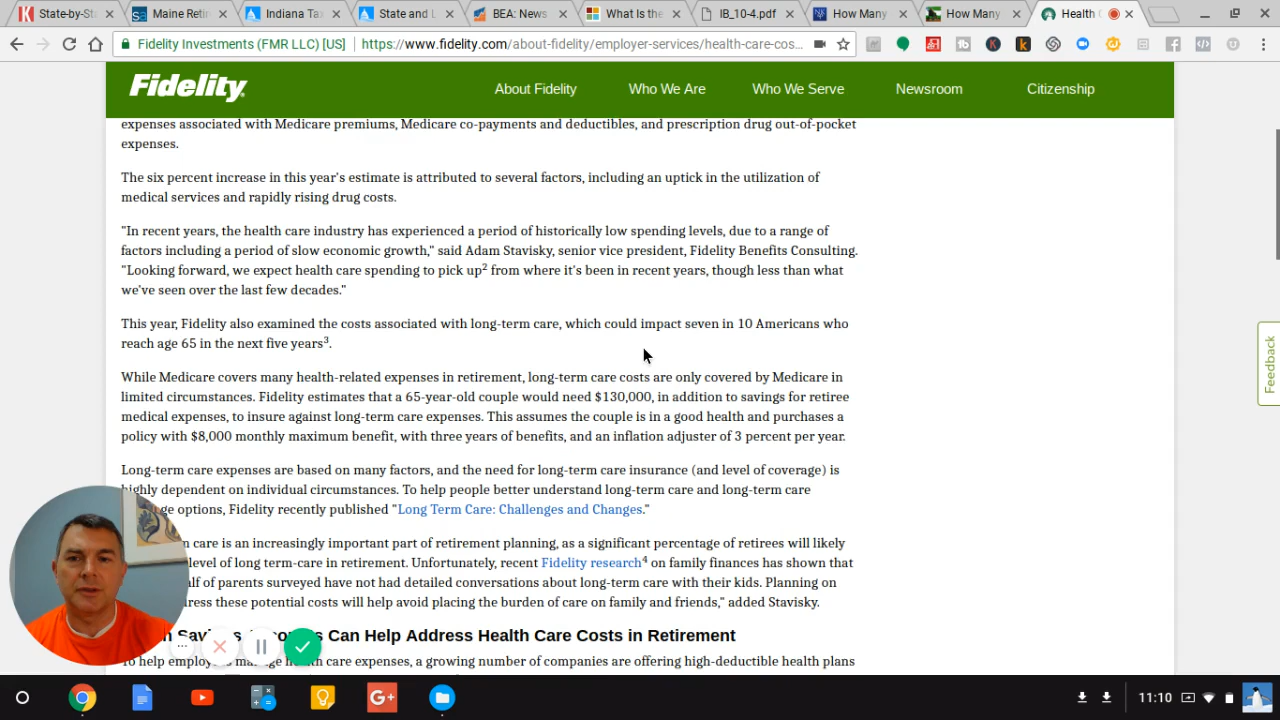 State-by-St
Maine Reti
Indiana Ta
State and L
BEA: News
What Is the
IB_10-4.pdf
How Many
How Many
Health
Fidelity Investments (FMR LLC) [US] https://www.fidelity.com/about-fidelity/employer-services/health-care-cos...
Fidelity
About Fidelity Who We Are Who We Serve Newsroom Citizenship
expenses associated with Medicare premiums, Medicare co-payments and deductibles, and prescription drug out-of-pocket
expenses.
The six percent increase in this year's estimate is attributed to several factors, including an uptick in the utilization of
medical services and rapidly rising drug costs.
"In recent years, the health care industry has experienced a period of historically low spending levels, due to a range of
factors including a period of slow economic growth," said Adam Stavisky, senior vice president, Fidelity Benefits Consulting.
"Looking forward, we expect health care spending to pick up2 from where it's been in recent years, though less than what
we've seen over the last few decades."
This year, Fidelity also examined the costs associated with long-term care, which could impact seven in 10 Americans who
reach age 65 in the next five years3.
While Medicare covers many health-related expenses in retirement, long-term care costs are only covered by Medicare in
limited circumstances. Fidelity estimates that a 65-year-old couple would need $130,000, in addition to savings for retiree
medical expenses, to insure against long-term care expenses. This assumes the couple is in a good health and purchases a
policy with $8,000 monthly maximum benefit, with three years of benefits, and an inflation adjuster of 3 percent per year.
Long-term care expenses are based on many factors, and the need for long-term care insurance (and level of coverage) is
highly dependent on individual circumstances. To help people better understand long-term care and long-term care
options, Fidelity recently published "Long Term Care: Challenges and Changes."
care is an increasingly important part of retirement planning, as a significant percentage of retirees will likely
level of long term-care in retirement. Unfortunately, recent Fidelity research4 on family finances has shown that
of parents surveyed have not had detailed conversations about long-term care with their kids. Planning on
these potential costs will help avoid placing the burden of care on family and friends," added Stavisky.
Can Help Address Health Care Costs in Retirement
To help care expenses, a growing number of companies are offering high-deductible health plans
Feedback
11:10